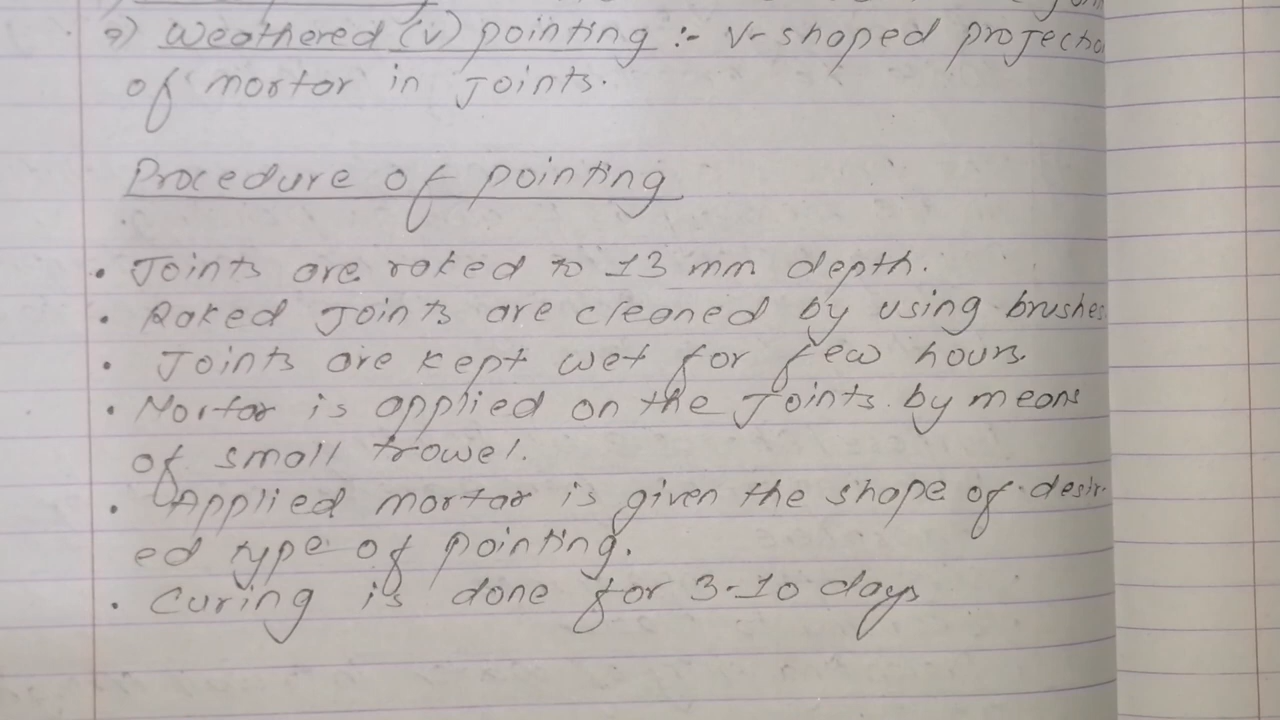 9) Weathered (v) pointing :- V-shaped projectio
of mortar in Joints.
Procedure of pointing
• Joints are raked to 13 mm depth.
• Raked Joints are cleaned by using brushes
• Joints are kept wet for few hours.
• Mortar is applied on the Joints by means
of small trowel.
• Applied mortar is given the shape of desir-
ed type of pointing.
• Curing is done for 3-10 days